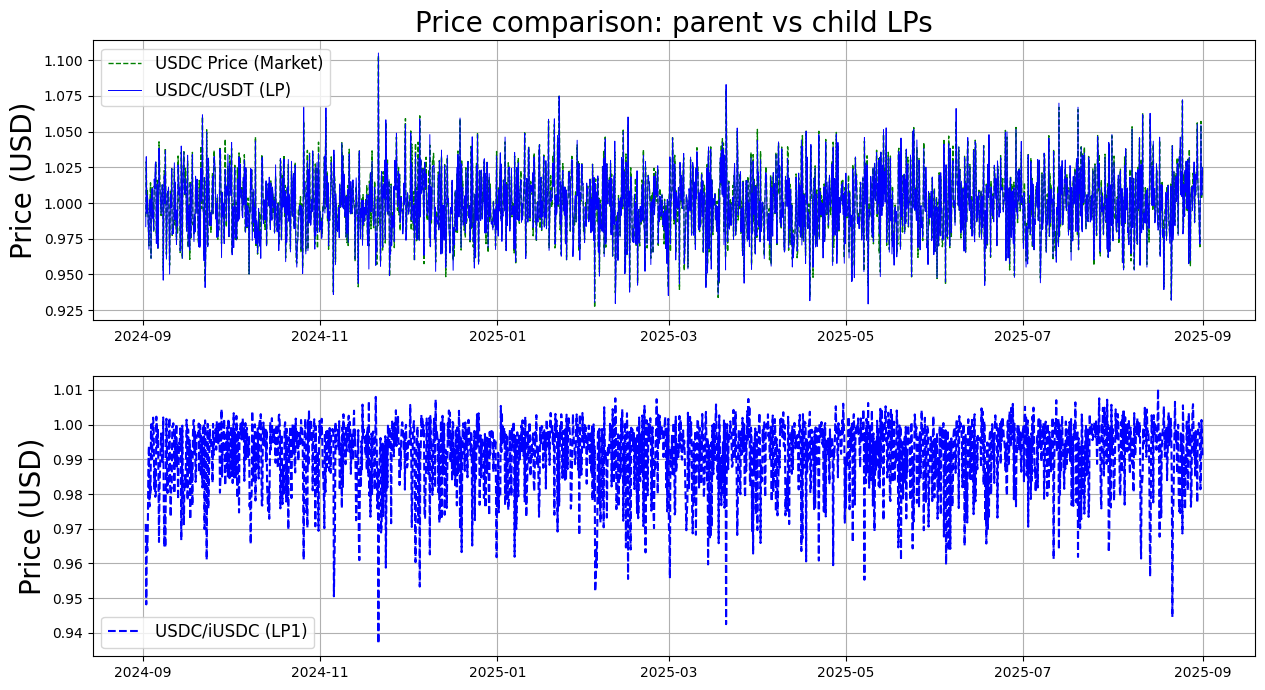 Price comparison: parent vs child LPs
Price (USD)
1.100
1.075
1.050
1.025
1.000
0.975
0.950
0.925
USDC Price (Market)
USDC/USDT (LP)
2024-09 2024-11 2025-01 2025-03 2025-05 2025-07 2025-09
Price (USD)
1.01
1.00
0.99
0.98
0.97
0.96
0.95
0.94
USDC/iUSDC (LP1)
2024-09 2024-11 2025-01 2025-03 2025-05 2025-07 2025-09